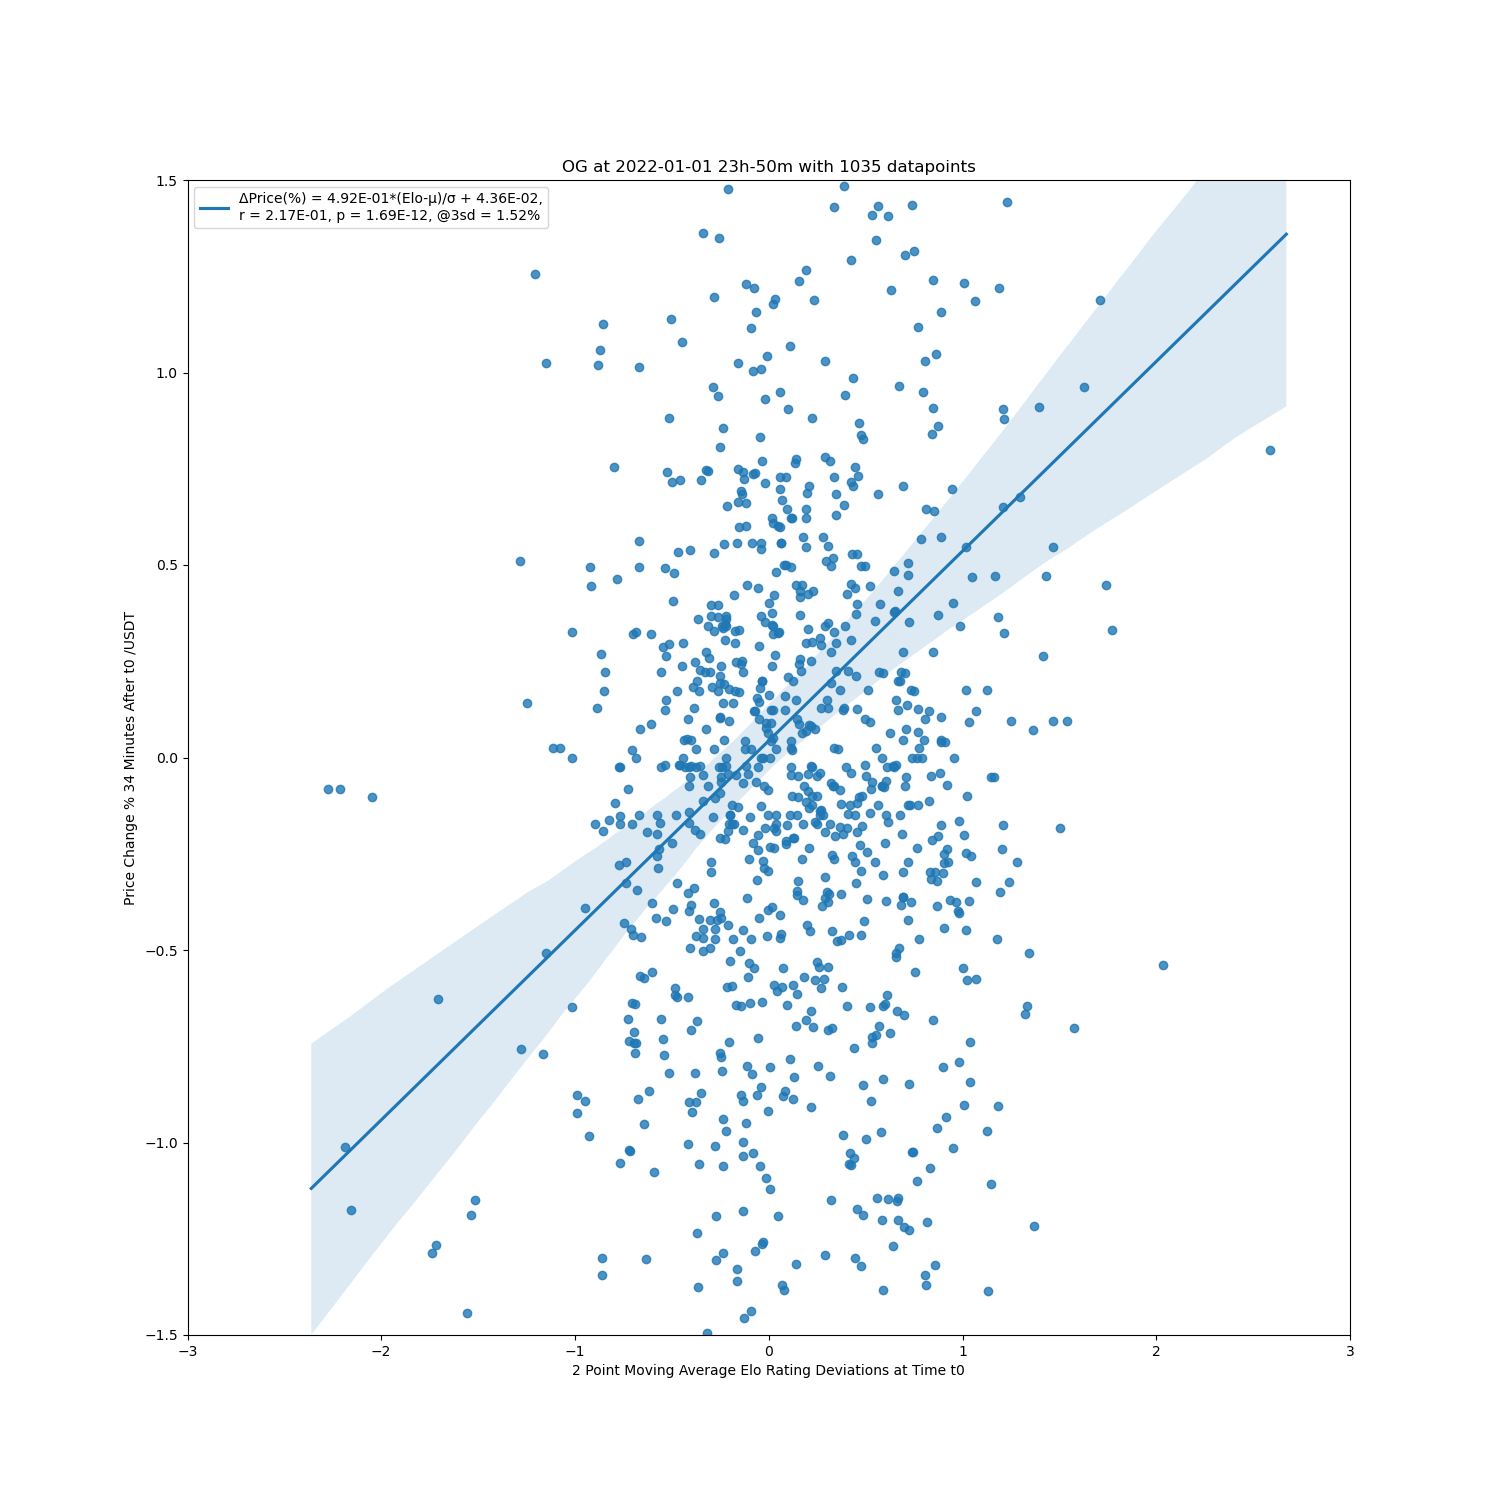 OG at 2022-01-01 23h-50m with 1035 datapoints
ΔPrice(%) = 4.92E-01*(Elo-μ)/σ + 4.36E-02,
r = 2.17E-01, p = 1.69E-12, @3sd = 1.52%
Price Change % 34 Minutes After t0 /USDT
1.5
1.0
0.5
0.0
−0.5
−1.0
−1.5
−3 −2 −1 0 1 2 3
2 Point Moving Average Elo Rating Deviations at Time t0